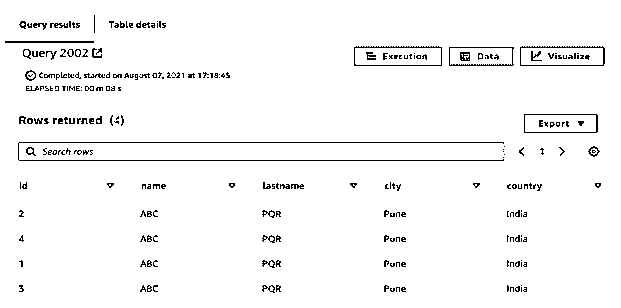 Query results Table details
Query 2002
Execution Data Visualize
Completed, started on August 07, 2021 at 17:18:45
ELAPSED TIME: 00 m 03 s
Rows returned (4)
Export
Search rows
1
id name lastname city country
2 ABC PQR Pune India
4 ABC PQR Pune India
1 ABC PQR Pune India
3 ABC PQR Pune India